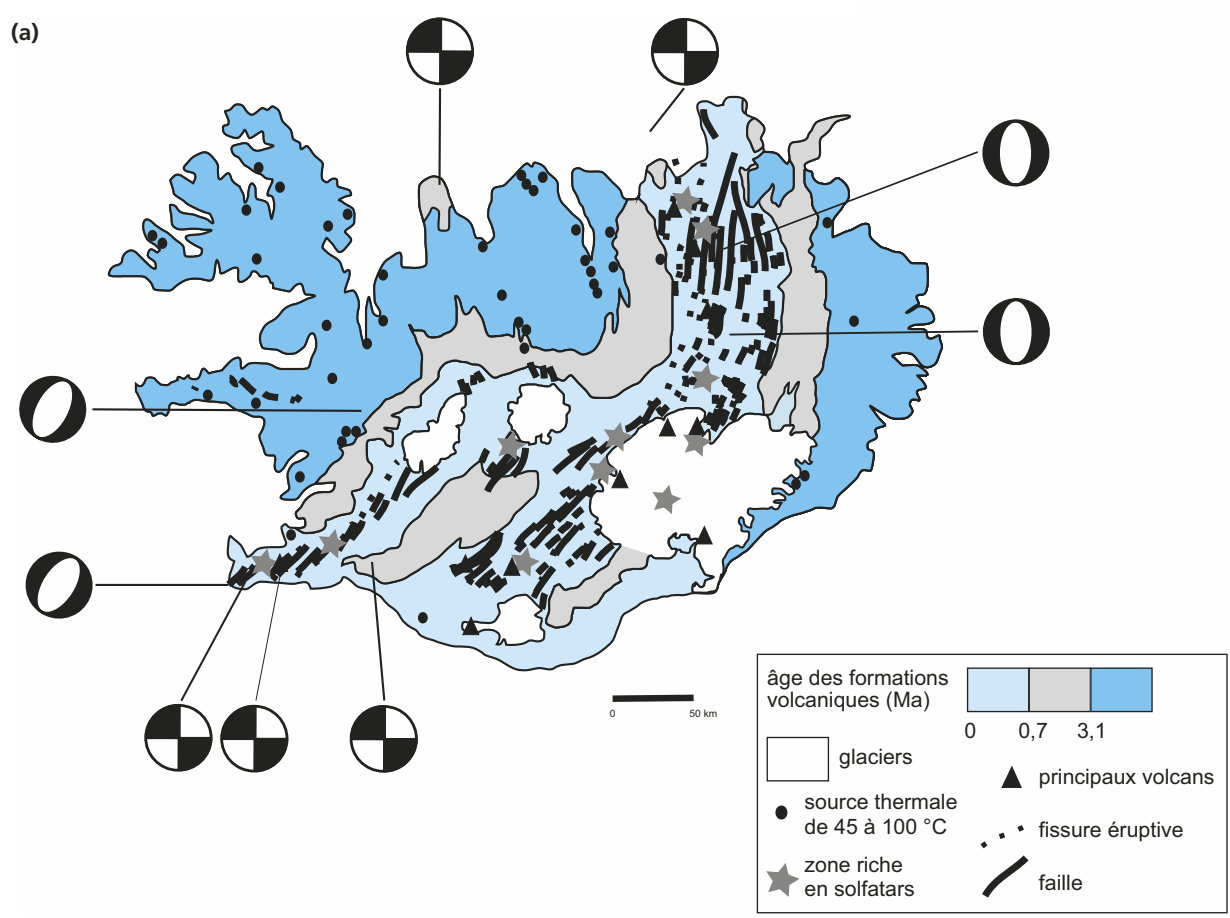 (a)
0
50 km
âge des formations
volcaniques (Ma)
0
0,7
3,1
glaciers
principaux volcans
source thermale
de 45 à 100 °C
fissure éruptive
zone riche
en solfatars
faille